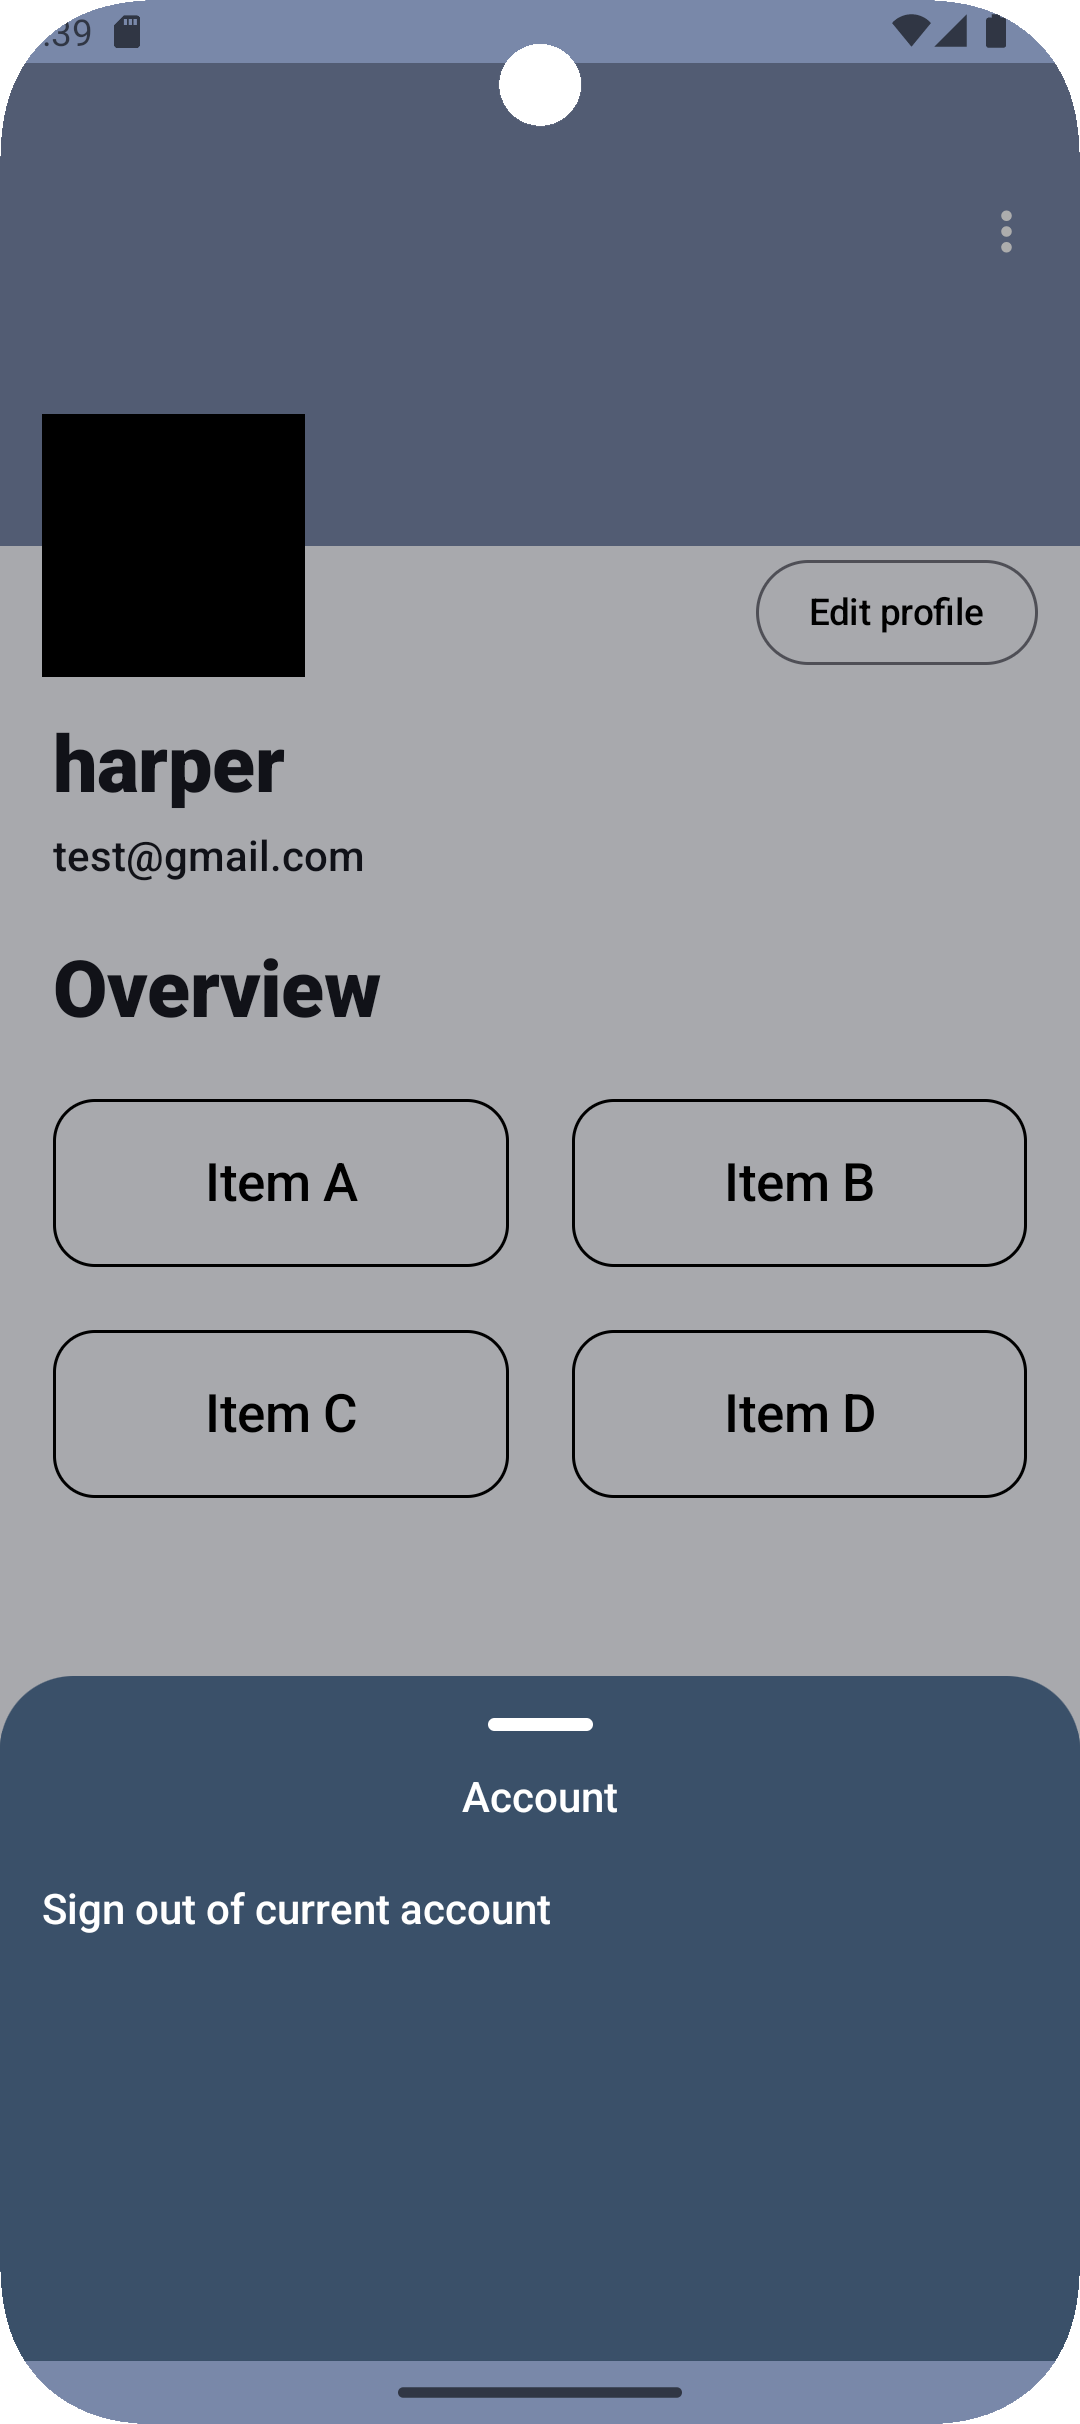 :39
Edit profile
harper
test@gmail.com
Overview
Item A
Item B
Item C
Item D
Account
Sign out of current account